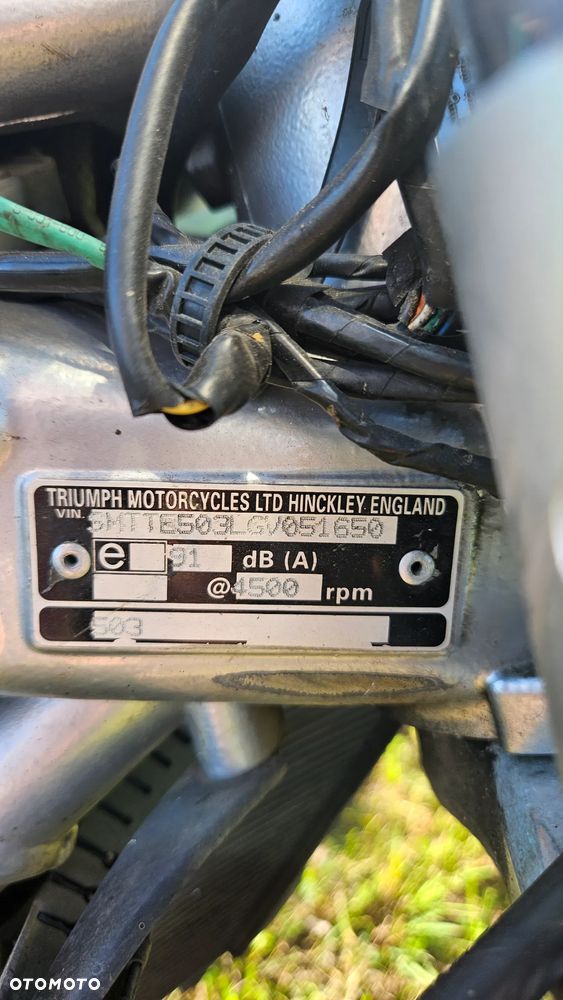 TRIUMPH MOTORCYCLES LTD HINCKLEY ENGLAND
VIN SMTTE503LGV051650
e 91 dB (A)
@4500 rpm
503
OTOMOTO